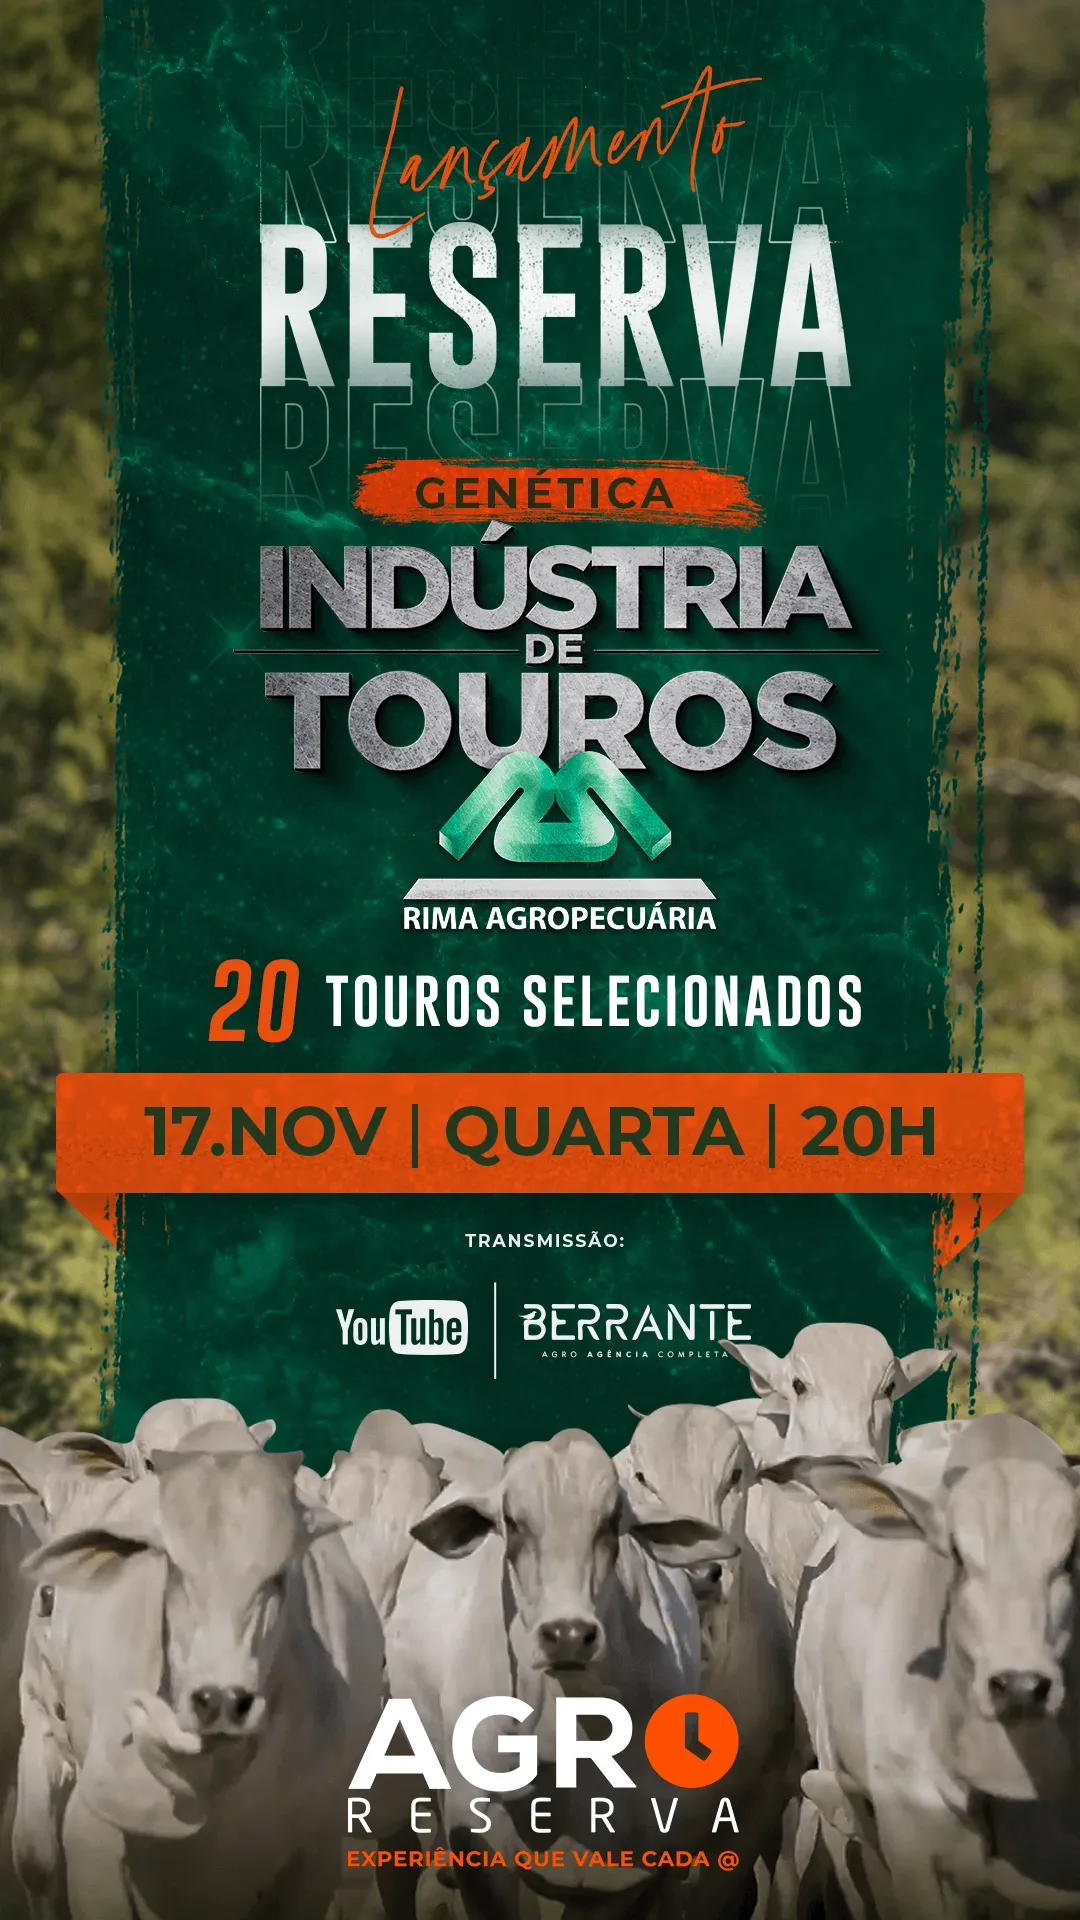 Lançamento
RESERVA
GENÉTICA
INDÚSTRIA
DE
TOUROS
RIMA AGROPECUÁRIA
20 TOUROS SELECIONADOS
17.NOV | QUARTA | 20H
TRANSMISSÃO:
YouTube | BERRANTE
AGRO AGÊNCIA COMPLETA
AGRO
RESERVA
EXPERIÊNCIA QUE VALE CADA @